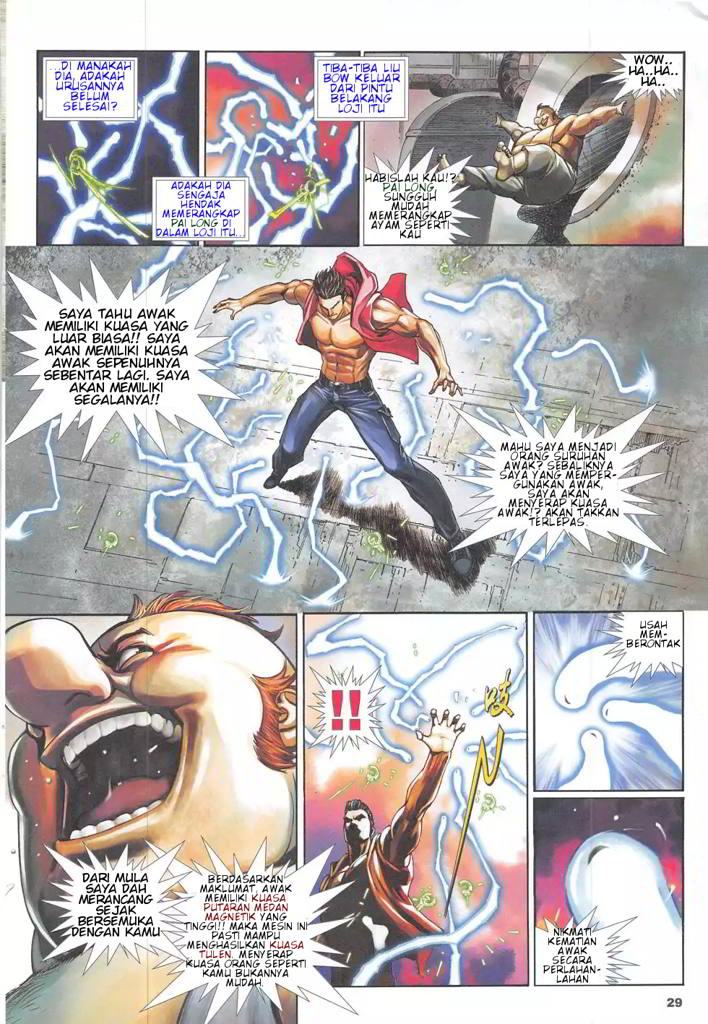 ...DI MANAKAH
DIA, ADAKAH
URUSANNYA
BELUM
SELESAI?
ADAKAH DIA
SENGAJA
HENDAK
MEMERANGKAP
PAI LONG DI
DALAM LOJI ITU...
TIBA-TIBA LIU
BOW KELUAR
DARI PINTU
BELAKANG
LOJI ITU
WOW..
HA..HA..
HA..
HABISLAH KAU!?
PAI LONG,
SUNGGUH
MUDAH
MEMERANGKAP
AYAM SEPERTI
KAU
SAYA TAHU AWAK
MEMILIKI KUASA YANG
LUAR BIASA!! SAYA
AKAN MEMILIKI KUASA
AWAK SEPENUHNYA
SEBENTAR LAGI. SAYA
AKAN MEMILIKI
SEGALANYA!!
MAHU SAYA MENJADI
ORANG SURUHAN
AWAK? SEBALIKNYA
SAYA YANG MEMPER-
GUNAKAN AWAK,
SAYA AKAN
MENYERAP KUASA
AWAK!? AKAN TAKKAN
TERLEPAS.
DARI MULA
SAYA DAH
MERANCANG
SEJAK
BERSEMUKA
DENGAN KAMU
BERDASARKAN
MAKLUMAT, AWAK
MEMILIKI KUASA
PUTARAN MEDAN
MAGNETIK YANG
TINGGI!! MAKA MESIN INI
PASTI MAMPU
MENGHASILKAN KUASA
TULEN. MENYERAP
KUASA ORANG SEPERTI
KAMU BUKANNYA
MUDAH.
!!
USAH
MEM-
BERONTAK
NIKMATI
KEMATIAN
AWAK
SECARA
PERLAHAN-
LAHAN
29